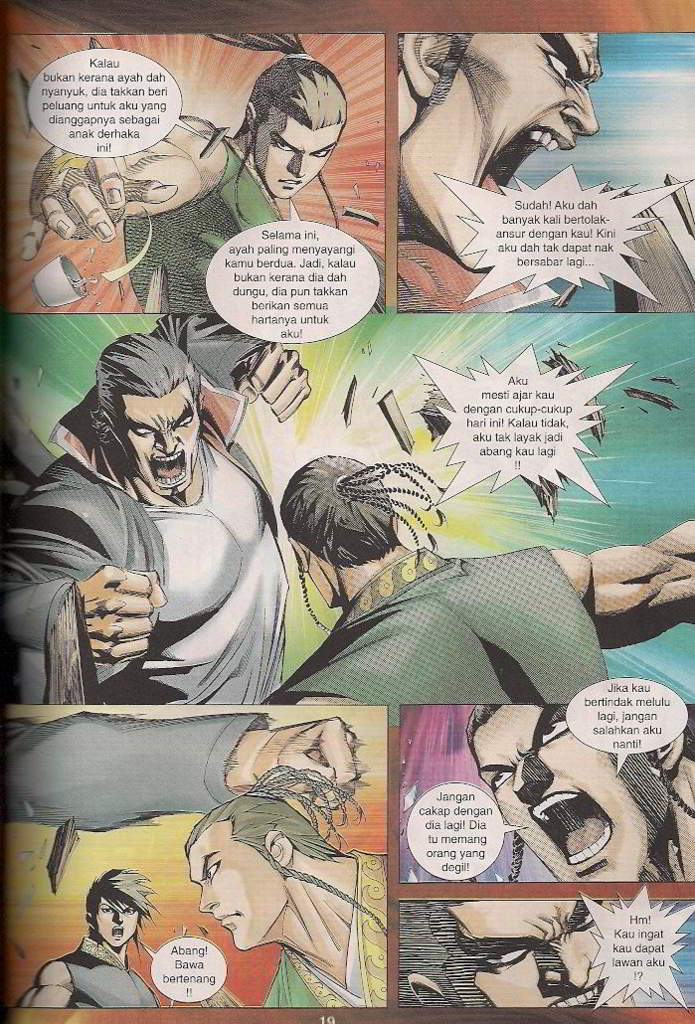 Kalau
bukan kerana ayah dah
nyanyuk, dia takkan beri
peluang untuk aku yang
dianggapnya sebagai
anak derhaka
ini!
Selama ini,
ayah paling menyayangi
kamu berdua. Jadi, kalau
bukan kerana dia dah
dungu, dia pun takkan
berikan semua
hartanya untuk
aku!
Sudah! Aku dah
banyak kali bertolak-
ansur dengan kau! Kini
aku dah tak dapat nak
bersabar lagi...
Aku
mesti ajar kau
dengan cukup-cukup
hari ini! Kalau tidak,
aku tak layak jadi
abang kau lagi
!!
Abang!
Bawa
bertenang
!!
Jika kau
bertindak melulu
lagi, jangan
salahkan aku
nanti!
Jangan
cakap dengan
dia lagi! Dia
tu memang
orang yang
degil!
Hm!
Kau ingat
kau dapat
lawan aku
!?
19